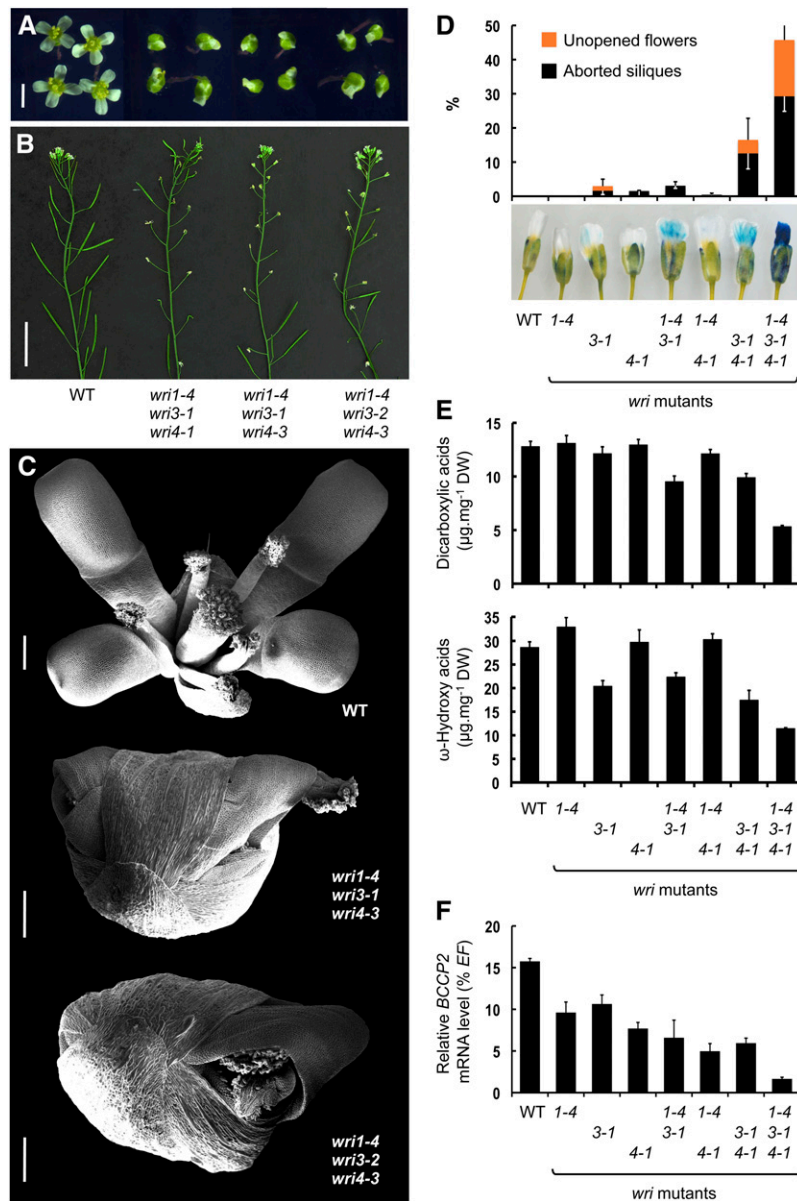 A
B
WT
wri1-4 wri1-4 wri1-4
wri3-1 wri3-1 wri3-2
wri4-1 wri4-3 wri4-3
C
WT
wri1-4
wri3-1
wri4-3
wri1-4
wri3-2
wri4-3
D
Unopened flowers
Aborted siliques
%
50
40
30
20
10
0
WT 1-4 1-4 1-4 1-4
3-1 3-1 3-1 3-1
4-1 4-1 4-1 4-1
wri mutants
E
Dicarboxylic acids
(µg.mg-1 DW)
15
10
5
0
ω-Hydroxy acids
(µg.mg-1 DW)
35
30
25
20
15
10
5
0
WT 1-4 1-4 1-4 1-4
3-1 3-1 3-1 3-1
4-1 4-1 4-1 4-1
wri mutants
F
Relative BCCP2
mRNA level (% EF)
20
15
10
5
0
WT 1-4 1-4 1-4 1-4
3-1 3-1 3-1 3-1
4-1 4-1 4-1 4-1
wri mutants